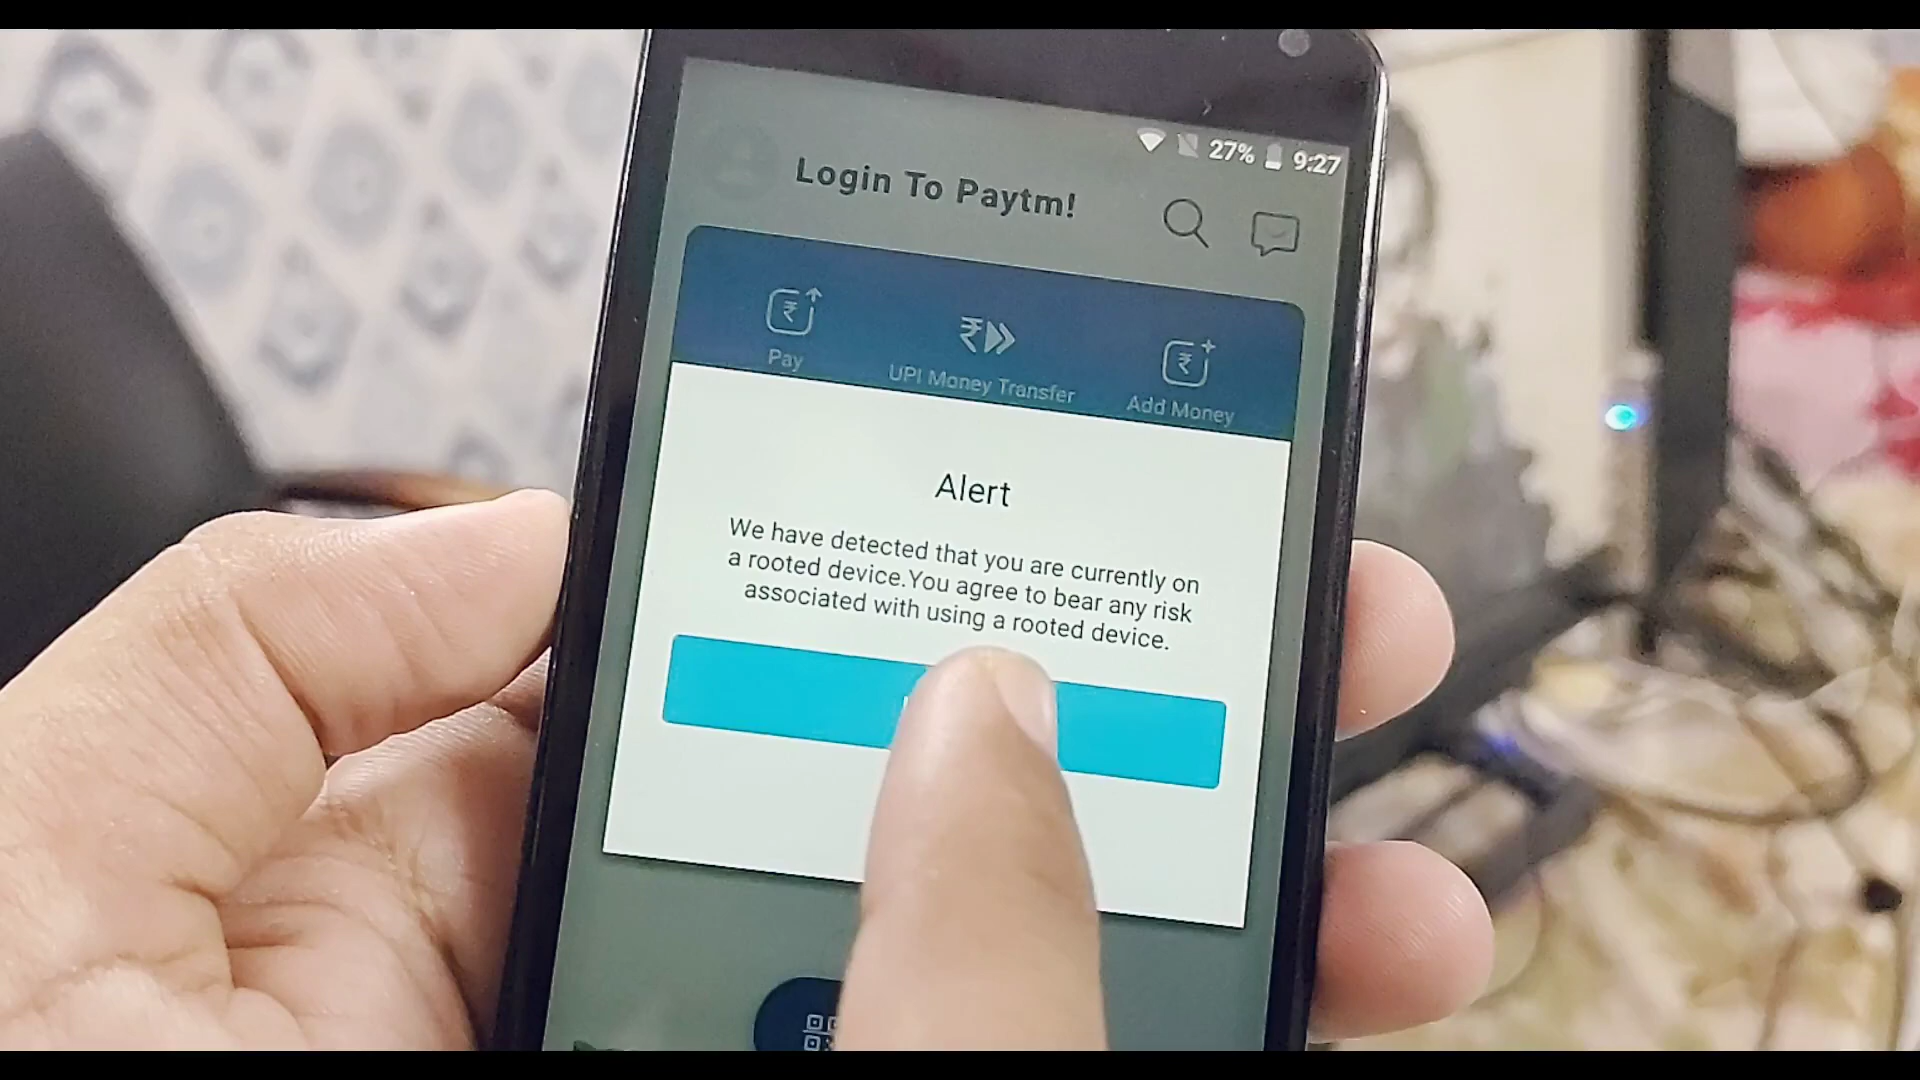 27% 9:27
Login To Paytm!
Pay
UPI Money Transfer
Add Money
Alert
We have detected that you are currently on
a rooted device.You agree to bear any risk
associated with using a rooted device.